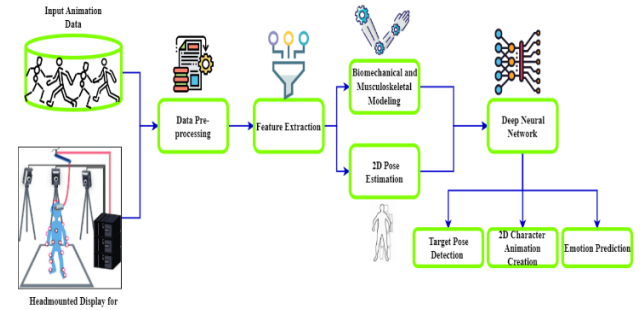 Input Animation
Data
Data Pre-
processing
Feature Extraction
Biomechanical and
Musculoskeletal
Modeling
2D Pose
Estimation
Deep Neural
Network
Target Pose
Detection
2D Character
Animation
Creation
Emotion Prediction
Headmounted Display for